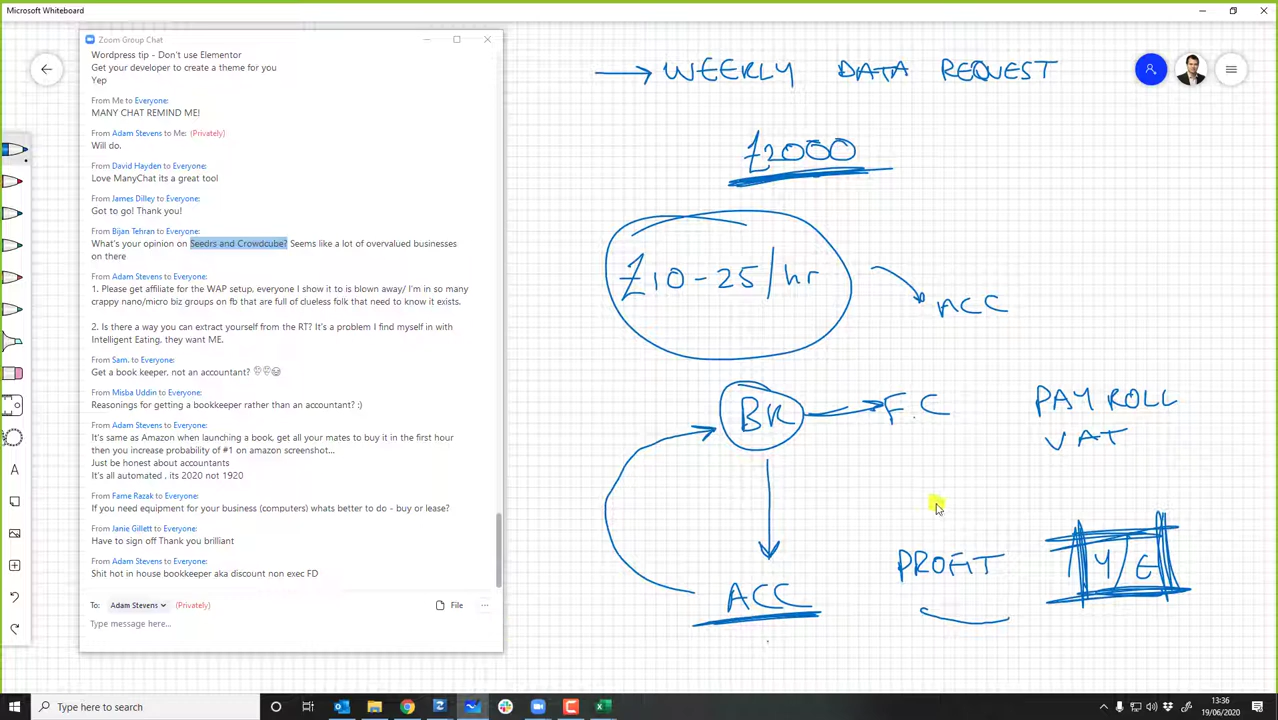 Microsoft Whiteboard
Zoom Group Chat
Wordpress tip - Don't use Elementor
Get your developer to create a theme for you
Yep
From Me to Everyone:
MANY CHAT REMIND ME!
From Adam Stevens to Me: (Privately)
Will do.
From David Hayden to Everyone:
Love ManyChat its a great tool
From James Dilley to Everyone:
Got to go! Thank you!
From Bijan Tehran to Everyone:
What's your opinion on Seedrs and Crowdcube? Seems like a lot of overvalued businesses
on there
From Adam Stevens to Everyone:
1. Please get affiliate for the WAP setup, everyone I show it to is blown away/ I'm in so many
crappy nano/micro biz groups on fb that are full of clueless folk that need to know it exists.
2. Is there a way you can extract yourself from the RT? It's a problem I find myself in with
Intelligent Eating, they want ME.
From Sam. to Everyone:
Get a book keeper, not an accountant?
From Misba Uddin to Everyone:
Reasonings for getting a bookkeeper rather than an accountant? :)
From Adam Stevens to Everyone:
It's same as Amazon when launching a book, get all your mates to buy it in the first hour
then you increase probability of #1 on amazon screenshot...
Just be honest about accountants
It's all automated , its 2020 not 1920
From Fame Razak to Everyone:
If you need equipment for your business (computers) whats better to do - buy or lease?
From Janie Gillett to Everyone:
Have to sign off Thank you brilliant
From Adam Stevens to Everyone:
Shit hot in house bookkeeper aka discount non exec FD
To: Adam Stevens (Privately)
File
Type message here...
WEEKLY DATA REQUEST
£2000
£10-25/hr
ACC
BK
F.C
PAYROLL
VAT
PROFIT
Y/E
ACC
A
Type here to search
13:36
19/06/2020